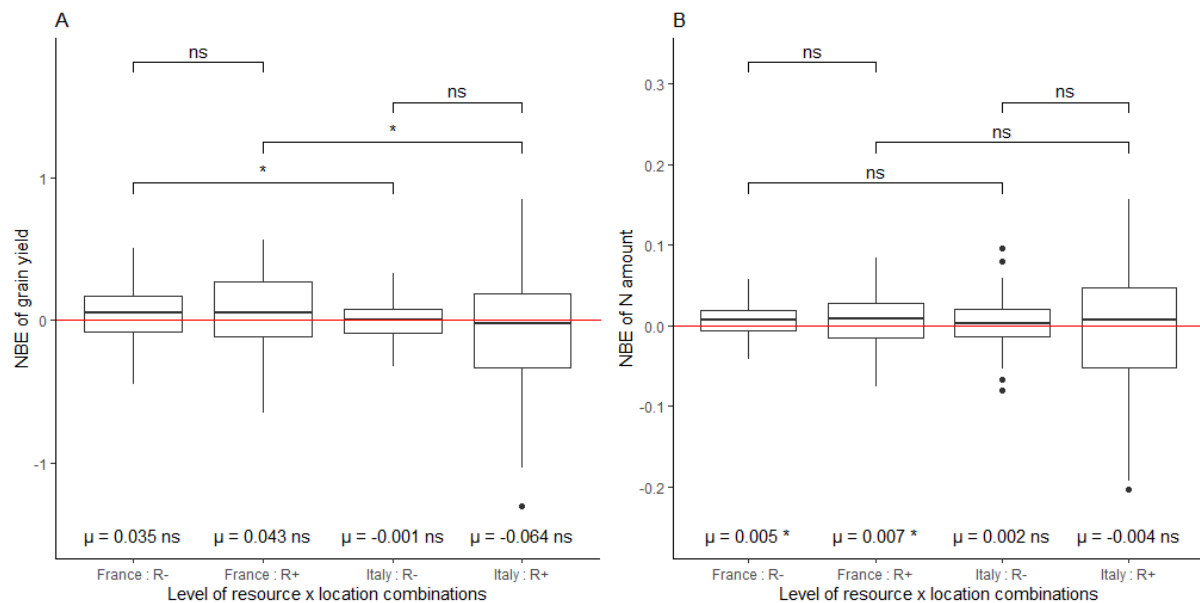 A
ns
ns
*
*
1
0
-1
NBE of grain yield
μ = 0.035 ns
μ = 0.043 ns
μ = -0.001 ns
μ = -0.064 ns
France : R-
France : R+
Italy : R-
Italy : R+
Level of resource x location combinations
B
ns
ns
ns
ns
0.3
0.2
0.1
0.0
-0.1
-0.2
NBE of N amount
μ = 0.005 *
μ = 0.007 *
μ = 0.002 ns
μ = -0.004 ns
France : R-
France : R+
Italy : R-
Italy : R+
Level of resource x location combinations